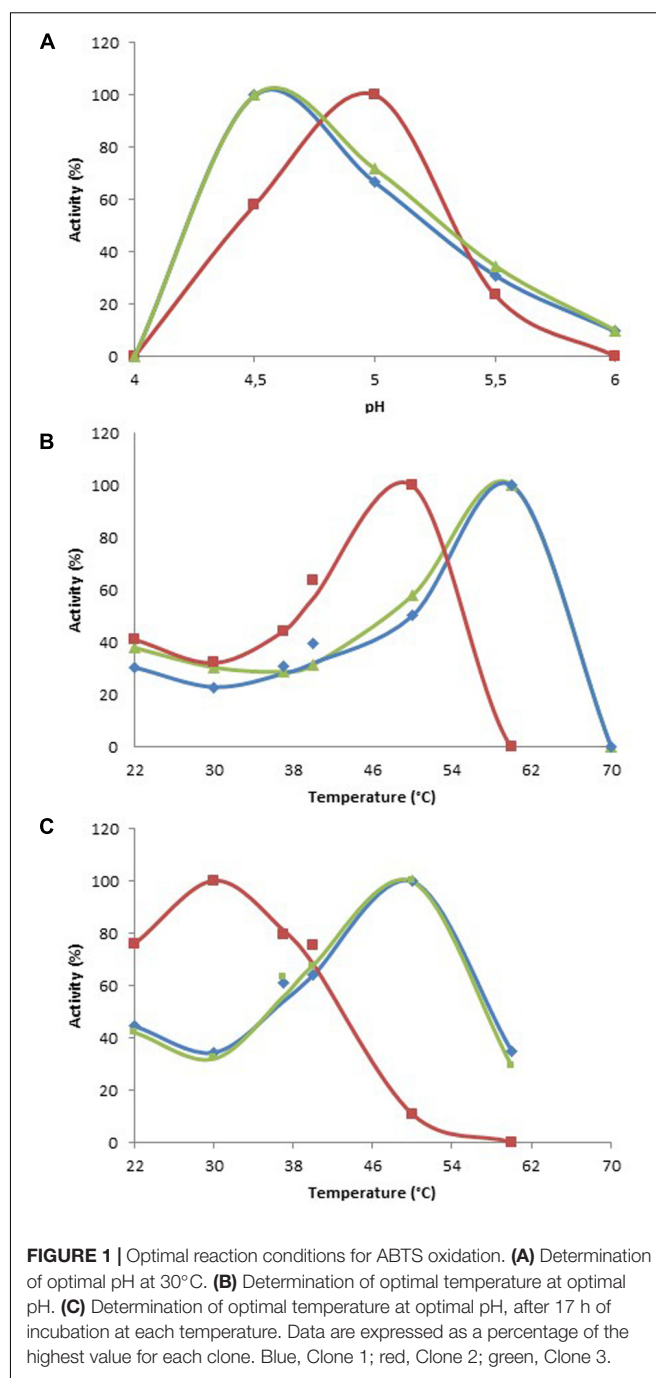 A
120
100
80
60
40
20
0
Activity (%)
4 4,5 5 5,5 6
pH
B
120
100
80
60
40
20
0
Activity (%)
22 30 38 46 54 62 70
Temperature (°C)
C
120
100
80
60
40
20
0
Activity (%)
22 30 38 46 54 62 70
Temperature (°C)
FIGURE 1 | Optimal reaction conditions for ABTS oxidation. (A) Determination
of optimal pH at 30°C. (B) Determination of optimal temperature at optimal
pH. (C) Determination of optimal temperature at optimal pH, after 17 h of
incubation at each temperature. Data are expressed as a percentage of the
highest value for each clone. Blue, Clone 1; red, Clone 2; green, Clone 3.